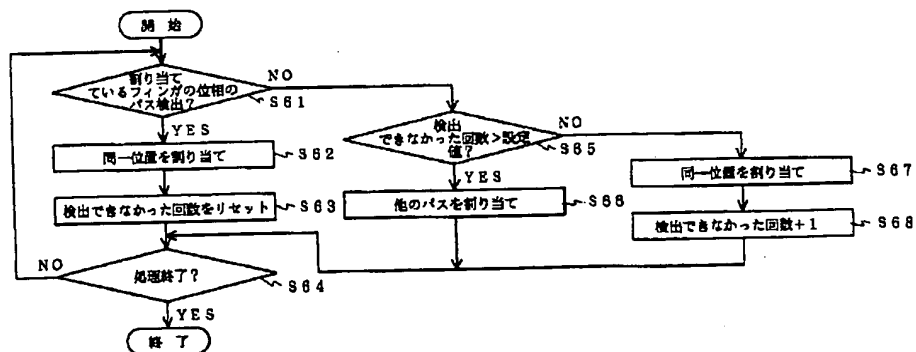 開 始
割り当て
ているフィンガの位相の
パス検出？
NO
S61
YES
同一位置を割り当て
S62
検出できなかった回数をリセット
S63
NO
処理終了？
S64
YES
終 了
検出
できなかった回数>設定
値？
NO
S65
YES
他のパスを割り当て
S66
同一位置を割り当て
S67
検出できなかった回数+1
S68